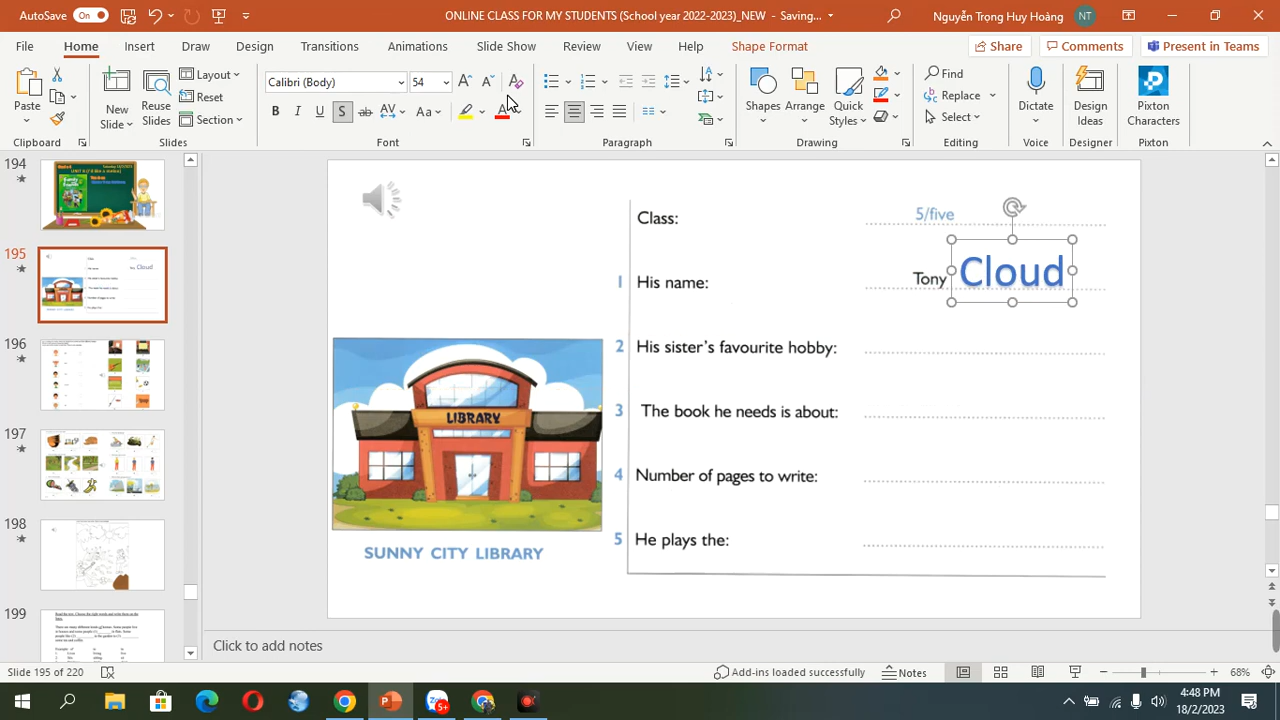 AutoSave On ONLINE CLASS FOR MY STUDENTS (School year 2022-2023)_NEW - Saving... Nguyễn Trọng Huy Hoàng NT
File Home Insert Draw Design Transitions Animations Slide Show Review View Help Shape Format Share Comments Present in Teams
Paste New Slide Reuse Slides Layout Reset Section
Calibri (Body) 54
B I U S ab AV Aa A
Shapes Arrange Quick Styles Find Replace Select Dictate Design Ideas Pixton Characters
Clipboard Slides Font Paragraph Drawing Editing Voice Designer Pixton
194
195
196
197
198
199
Class: 5/five
1 His name: Tony Cloud
2 His sister's favourite hobby:
3 The book he needs is about:
4 Number of pages to write:
5 He plays the:
LIBRARY
SUNNY CITY LIBRARY
Click to add notes
Slide 195 of 220 Add-ins loaded successfully Notes 68%
4:48 PM
18/2/2023